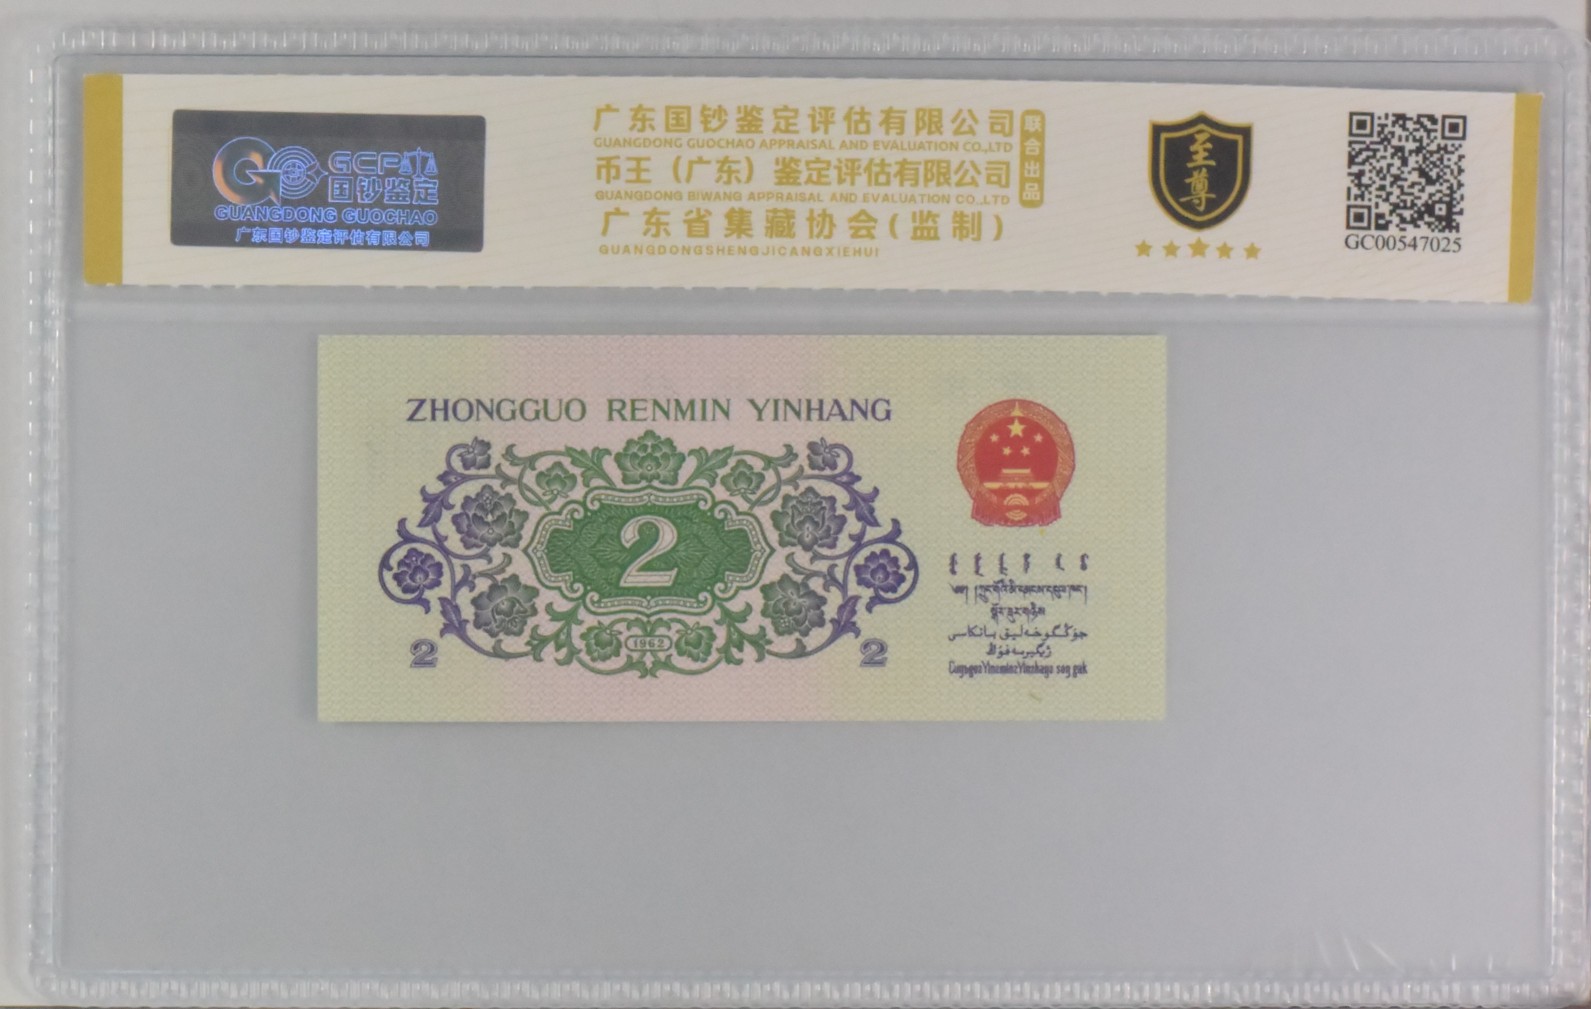 GCP
国钞鉴定
GUANGDONG GUOCHAO
广东国钞鉴定评估有限公司
广东国钞鉴定评估有限公司
GUANGDONG GUOCHAO APPRAISAL AND EVALUATION CO.,LTD
币王（广东）鉴定评估有限公司
GUANGDONG BIWANG APPRAISAL AND EVALUATION CO.,LTD
广东省集藏协会(监制)
GUANGDONGSHENGJICANGXIEHUI
联合出品
至尊
GC00547025
ZHONGGUO RENMIN YINHANG
2
1962
2
2